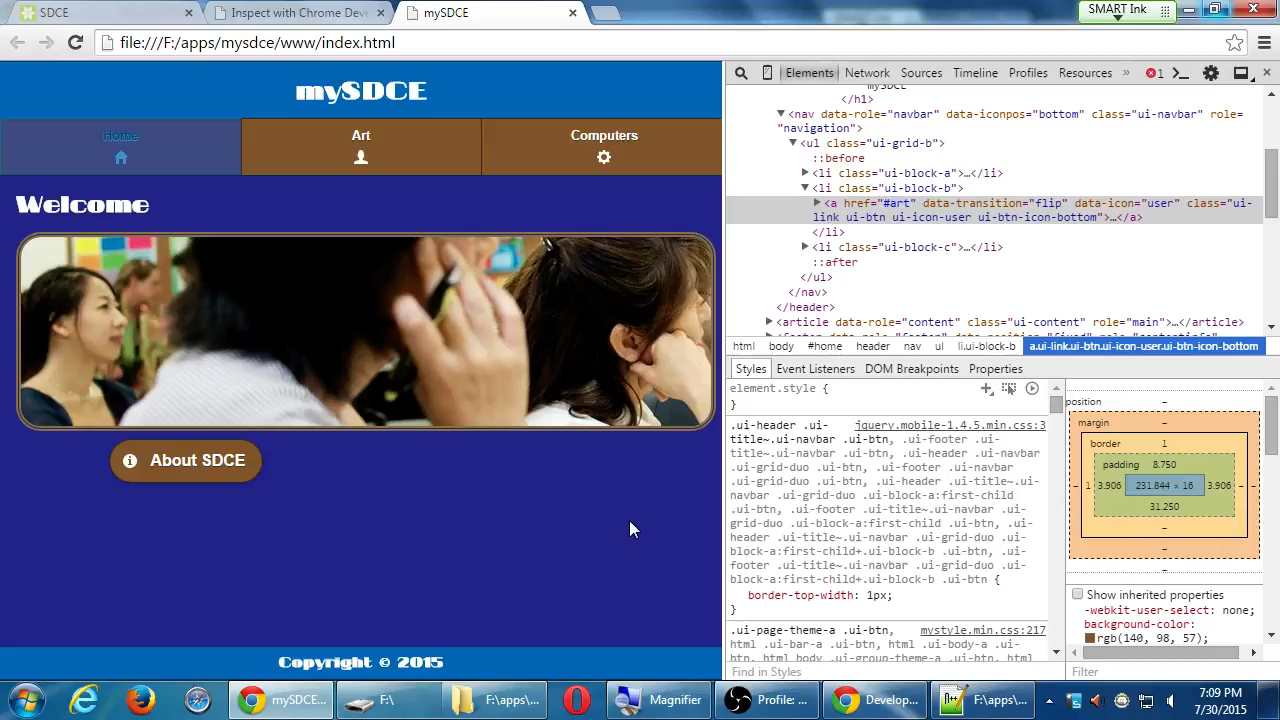 SDCE
Inspect with Chrome Deve
mySDCE
SMART Ink
file:///F:/apps/mysdce/www/index.html
mySDCE
Home
Art
Computers
Welcome
About SDCE
Copyright © 2015
Elements Network Sources Timeline Profiles Resources » 1
mySDCE
</h1>
<nav data-role="navbar" data-iconpos="bottom" class="ui-navbar" role=
"navigation">
<ul class="ui-grid-b">
::before
<li class="ui-block-a">…</li>
<li class="ui-block-b">
<a href="#art" data-transition="flip" data-icon="user" class="ui-
link ui-btn ui-icon-user ui-btn-icon-bottom">…</a>
</li>
<li class="ui-block-c">…</li>
::after
</ul>
</nav>
</header>
<article data-role="content" class="ui-content" role="main">…</article>
html body #home header nav ul li.ui-block-b a.ui-link.ui-btn.ui-icon-user.ui-btn-icon-bottom
Styles Event Listeners DOM Breakpoints Properties
element.style {
}
.ui-header .ui- jquery.mobile-1.4.5.min.css:3
title~.ui-navbar .ui-btn, .ui-footer .ui-
title~.ui-navbar .ui-btn, .ui-header .ui-navbar
.ui-grid-duo .ui-btn, .ui-footer .ui-navbar
.ui-grid-duo .ui-btn, .ui-header .ui-title~.ui-
navbar .ui-grid-duo .ui-block-a:first-child
.ui-btn, .ui-footer .ui-title~.ui-navbar .ui-
grid-duo .ui-block-a:first-child .ui-btn, .ui-
header .ui-title~.ui-navbar .ui-grid-duo .ui-
block-a:first-child+.ui-block-b .ui-btn, .ui-
footer .ui-title~.ui-navbar .ui-grid-duo .ui-
block-a:first-child+.ui-block-b .ui-btn {
border-top-width: 1px;
}
.ui-page-theme-a .ui-btn, mystyle.min.css:217
html .ui-bar-a .ui-btn, html .ui-body-a .ui-
Find in Styles
position –
margin –
border 1
padding 8.750
– 1 3.906 231.844 × 16 3.906 – –
31.250
–
–
Show inherited properties
-webkit-user-select: none;
background-color:
rgb(140, 98, 57);
Filter
mySDCE...
F:\
F:\apps\...
Magnifier
Profile: ...
Develop...
F:\apps\...
7:09 PM
7/30/2015